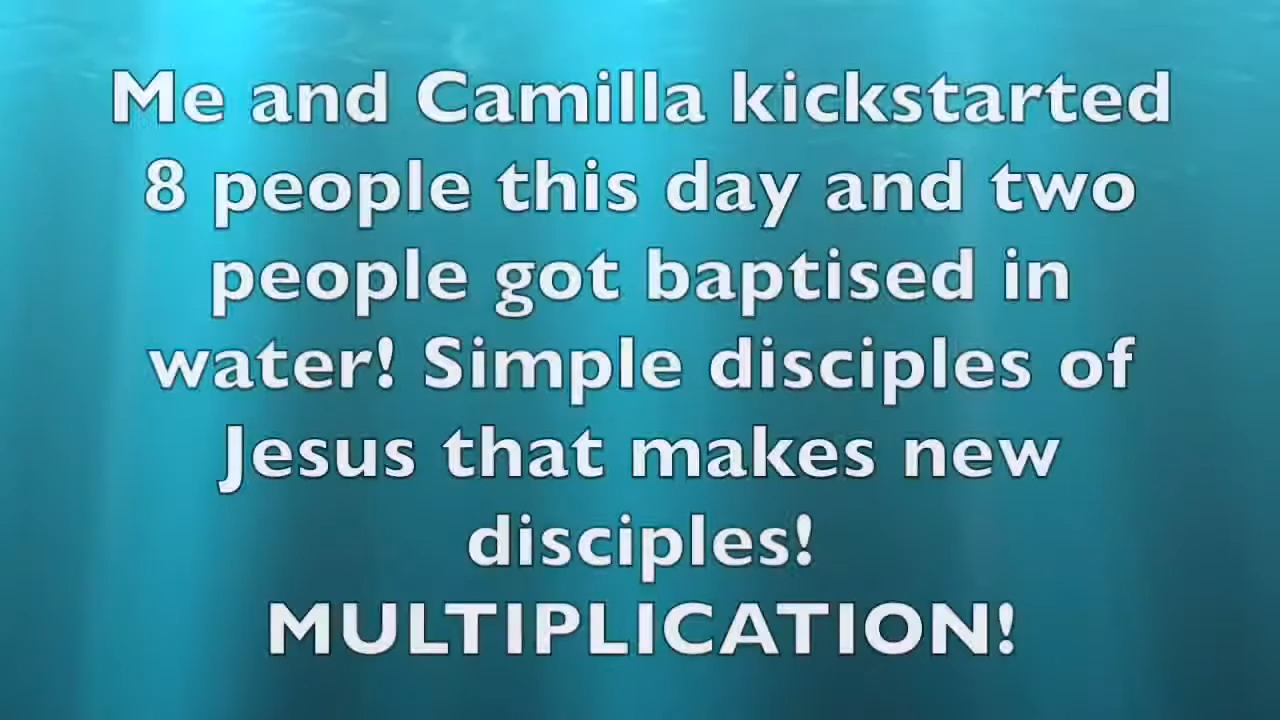 Me and Camilla kickstarted
8 people this day and two
people got baptised in
water! Simple disciples of
Jesus that makes new
disciples!
MULTIPLICATION!